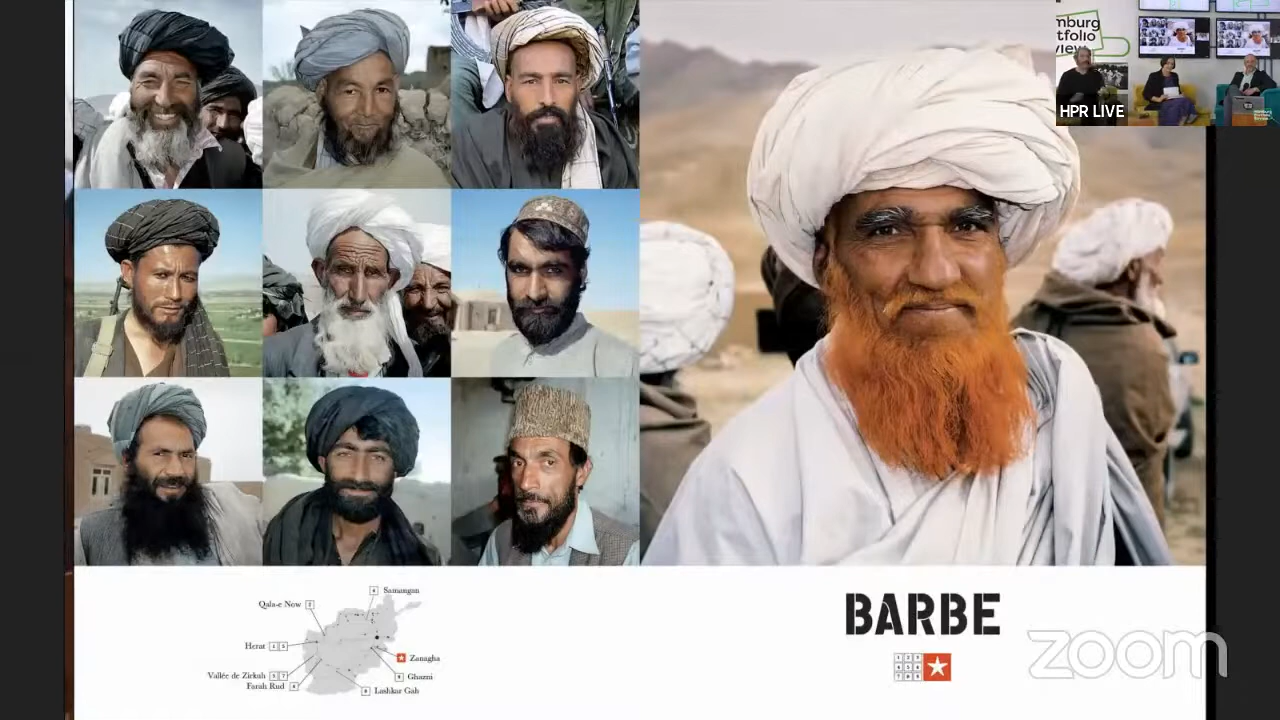 mburg
tfolio
view
HPR LIVE
Samangan
Qala-e Now
Herat
Zanagha
Vallée de Zirkuh
Ghazni
Farah Rud
Lashkar Gah
BARBE
zoom